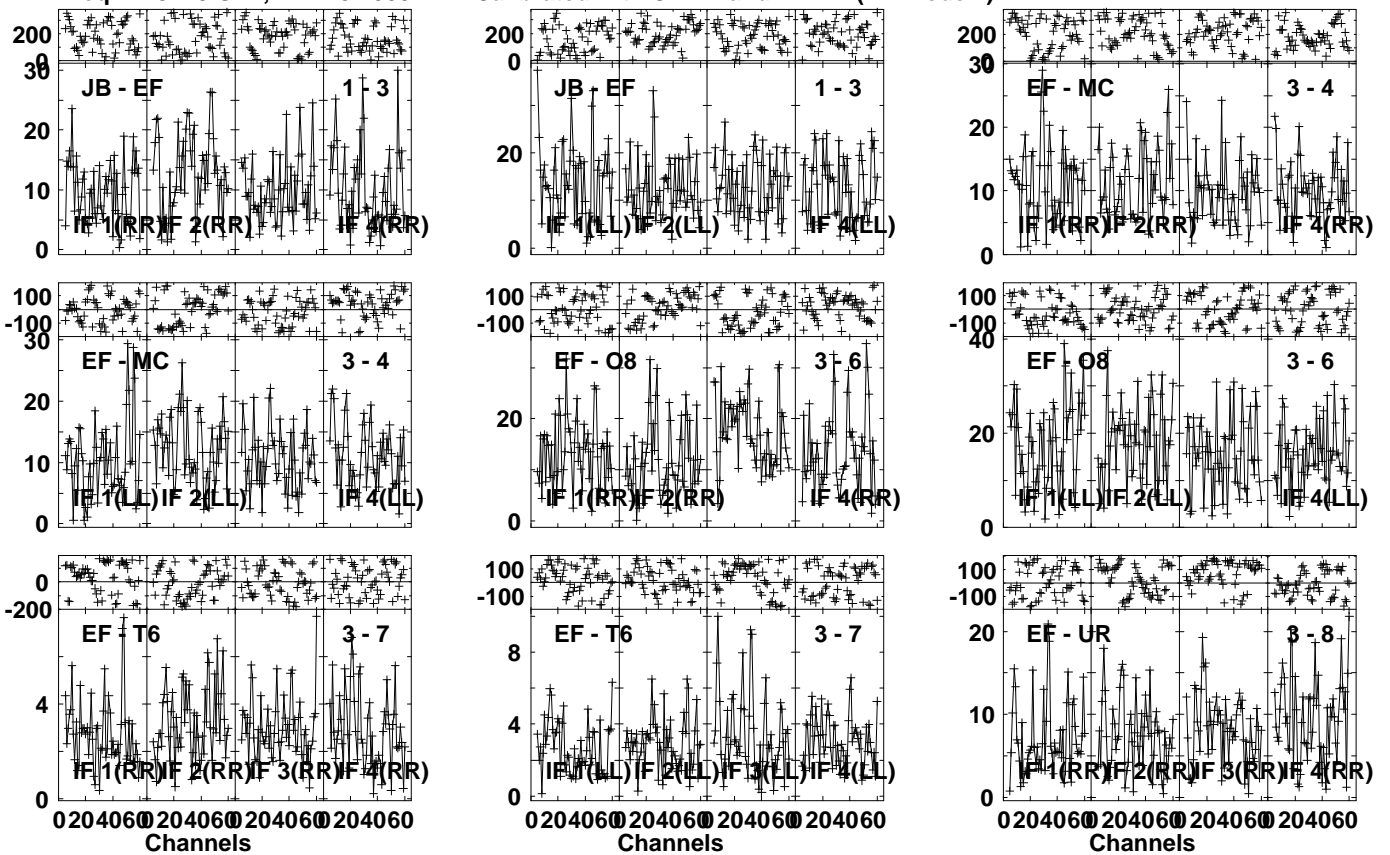 200
0
0
200
0
30
JB - EF
1 - 3
JB - EF
1 - 3
30
EF - MC
3 - 4
20
10
0
20
0
20
10
0
IF 1(RR)
IF 2(RR)
IF 4(RR)
IF 1(LL)
IF 2(LL)
IF 4(LL)
IF 1(RR)
IF 2(RR)
IF 4(RR)
100
-100
100
-100
100
-100
30
EF - MC
3 - 4
EF - O8
3 - 6
40
EF - O8
3 - 6
20
10
0
20
0
30
20
10
0
IF 1(LL)
IF 2(LL)
IF 4(LL)
IF 1(RR)
IF 2(RR)
IF 4(RR)
IF 1(LL)
IF 2(LL)
IF 4(LL)
0
-200
100
-100
100
-100
EF - T6
3 - 7
EF - T6
3 - 7
EF - UR
3 - 8
4
0
8
4
0
20
10
0
IF 1(RR)
IF 2(RR)
IF 3(RR)
IF 4(RR)
IF 1(LL)
IF 2(LL)
IF 3(LL)
IF 4(LL)
IF 1(RR)
IF 2(RR)
IF 3(RR)
IF 4(RR)
0 20 40 60 0 20 40 60 0 20 40 60 0 20 40 60
0 20 40 60 0 20 40 60 0 20 40 60 0 20 40 60
0 20 40 60 0 20 40 60 0 20 40 60 0 20 40 60
Channels
Channels
Channels